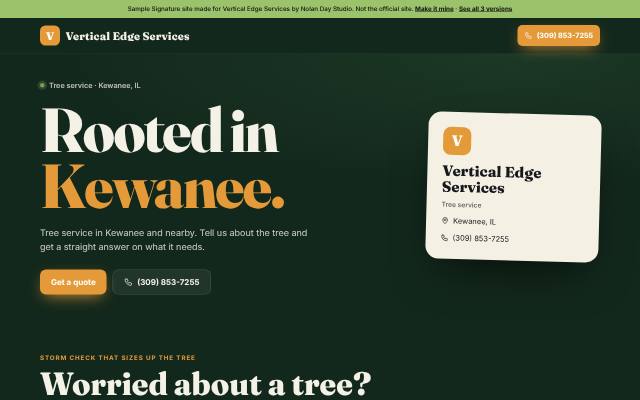 Sample Signature site made for Vertical Edge Services by Nolan Day Studio. Not the official site. Make it mine · See all 3 versions
V Vertical Edge Services
(309) 853-7255
Tree service · Kewanee, IL
Rooted in
Kewanee.
Tree service in Kewanee and nearby. Tell us about the tree and
get a straight answer on what it needs.
Get a quote
(309) 853-7255
V
Vertical Edge
Services
Tree service
Kewanee, IL
(309) 853-7255
STORM CHECK THAT SIZES UP THE TREE
Worried about a tree?